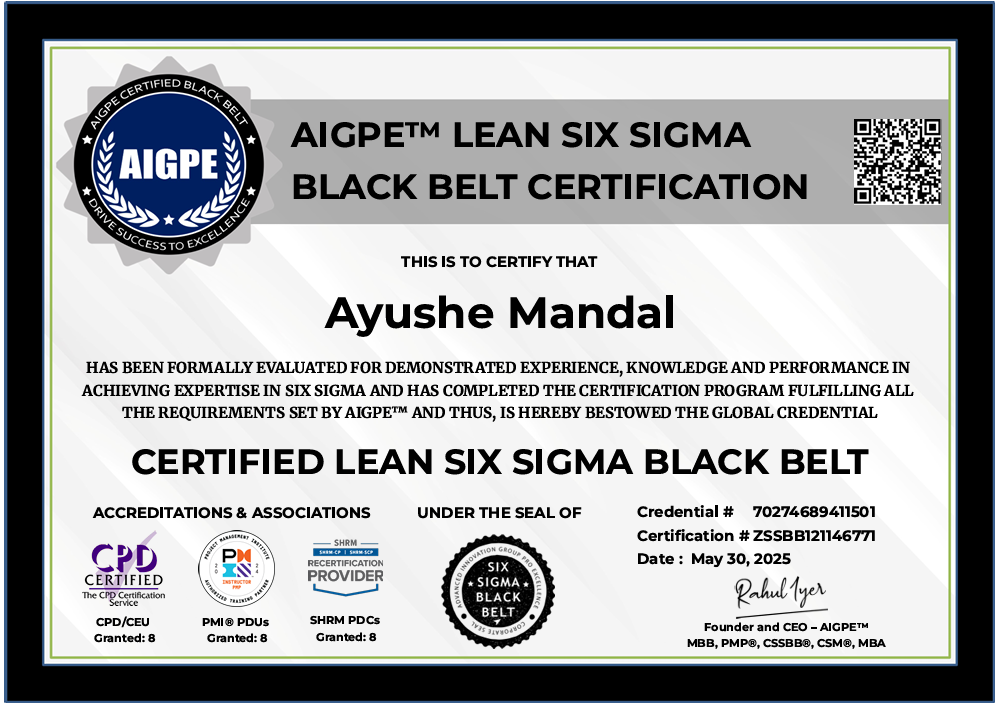 AIGPE CERTIFIED BLACK BELT
AIGPE
DRIVE SUCCESS TO EXCELLENCE
AIGPE™ LEAN SIX SIGMA
BLACK BELT CERTIFICATION
THIS IS TO CERTIFY THAT
Ayushe Mandal
HAS BEEN FORMALLY EVALUATED FOR DEMONSTRATED EXPERIENCE, KNOWLEDGE AND PERFORMANCE IN
ACHIEVING EXPERTISE IN SIX SIGMA AND HAS COMPLETED THE CERTIFICATION PROGRAM FULFILLING ALL
THE REQUIREMENTS SET BY AIGPE™ AND THUS, IS HEREBY BESTOWED THE GLOBAL CREDENTIAL
CERTIFIED LEAN SIX SIGMA BLACK BELT
ACCREDITATIONS & ASSOCIATIONS
CPD
CERTIFIED
The CPD Certification
Service
CPD/CEU
Granted: 8
PROJECT MANAGEMENT INSTITUTE
PM
2 0 2 4
INSTRUCTOR
PMP
AUTHORIZED TRAINING PARTNER
PMI® PDUs
Granted: 8
SHRM
SHRM-CP | SHRM-SCP
RECERTIFICATION
PROVIDER
SHRM PDCs
Granted: 8
UNDER THE SEAL OF
ADVANCED INNOVATION GROUP PRO EXCELLENCE
SIX
SIGMA
BLACK
BELT
CORPORATE SEAL
Credential # 70274689411501
Certification # ZSSBB121146771
Date : May 30, 2025
Rahul Iyer
Founder and CEO – AIGPE™
MBB, PMP®, CSSBB®, CSM®, MBA